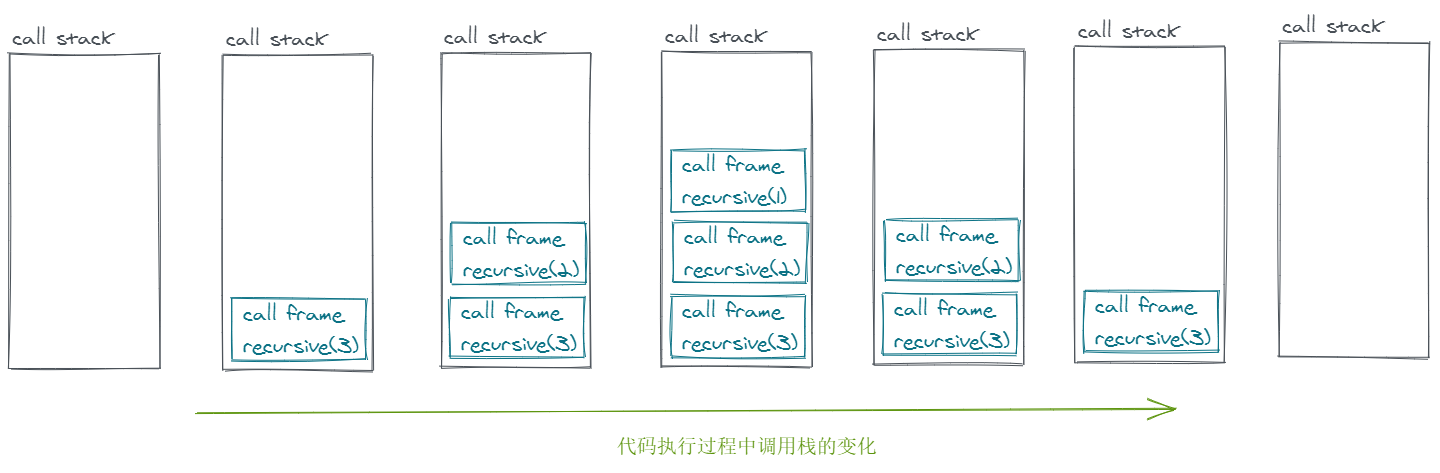 call stack
call stack
call frame
recursive(3)
call stack
call frame
recursive(2)
call frame
recursive(3)
call stack
call frame
recursive(1)
call frame
recursive(2)
call frame
recursive(3)
call stack
call frame
recursive(2)
call frame
recursive(3)
call stack
call frame
recursive(3)
call stack
代码执行过程中调用栈的变化